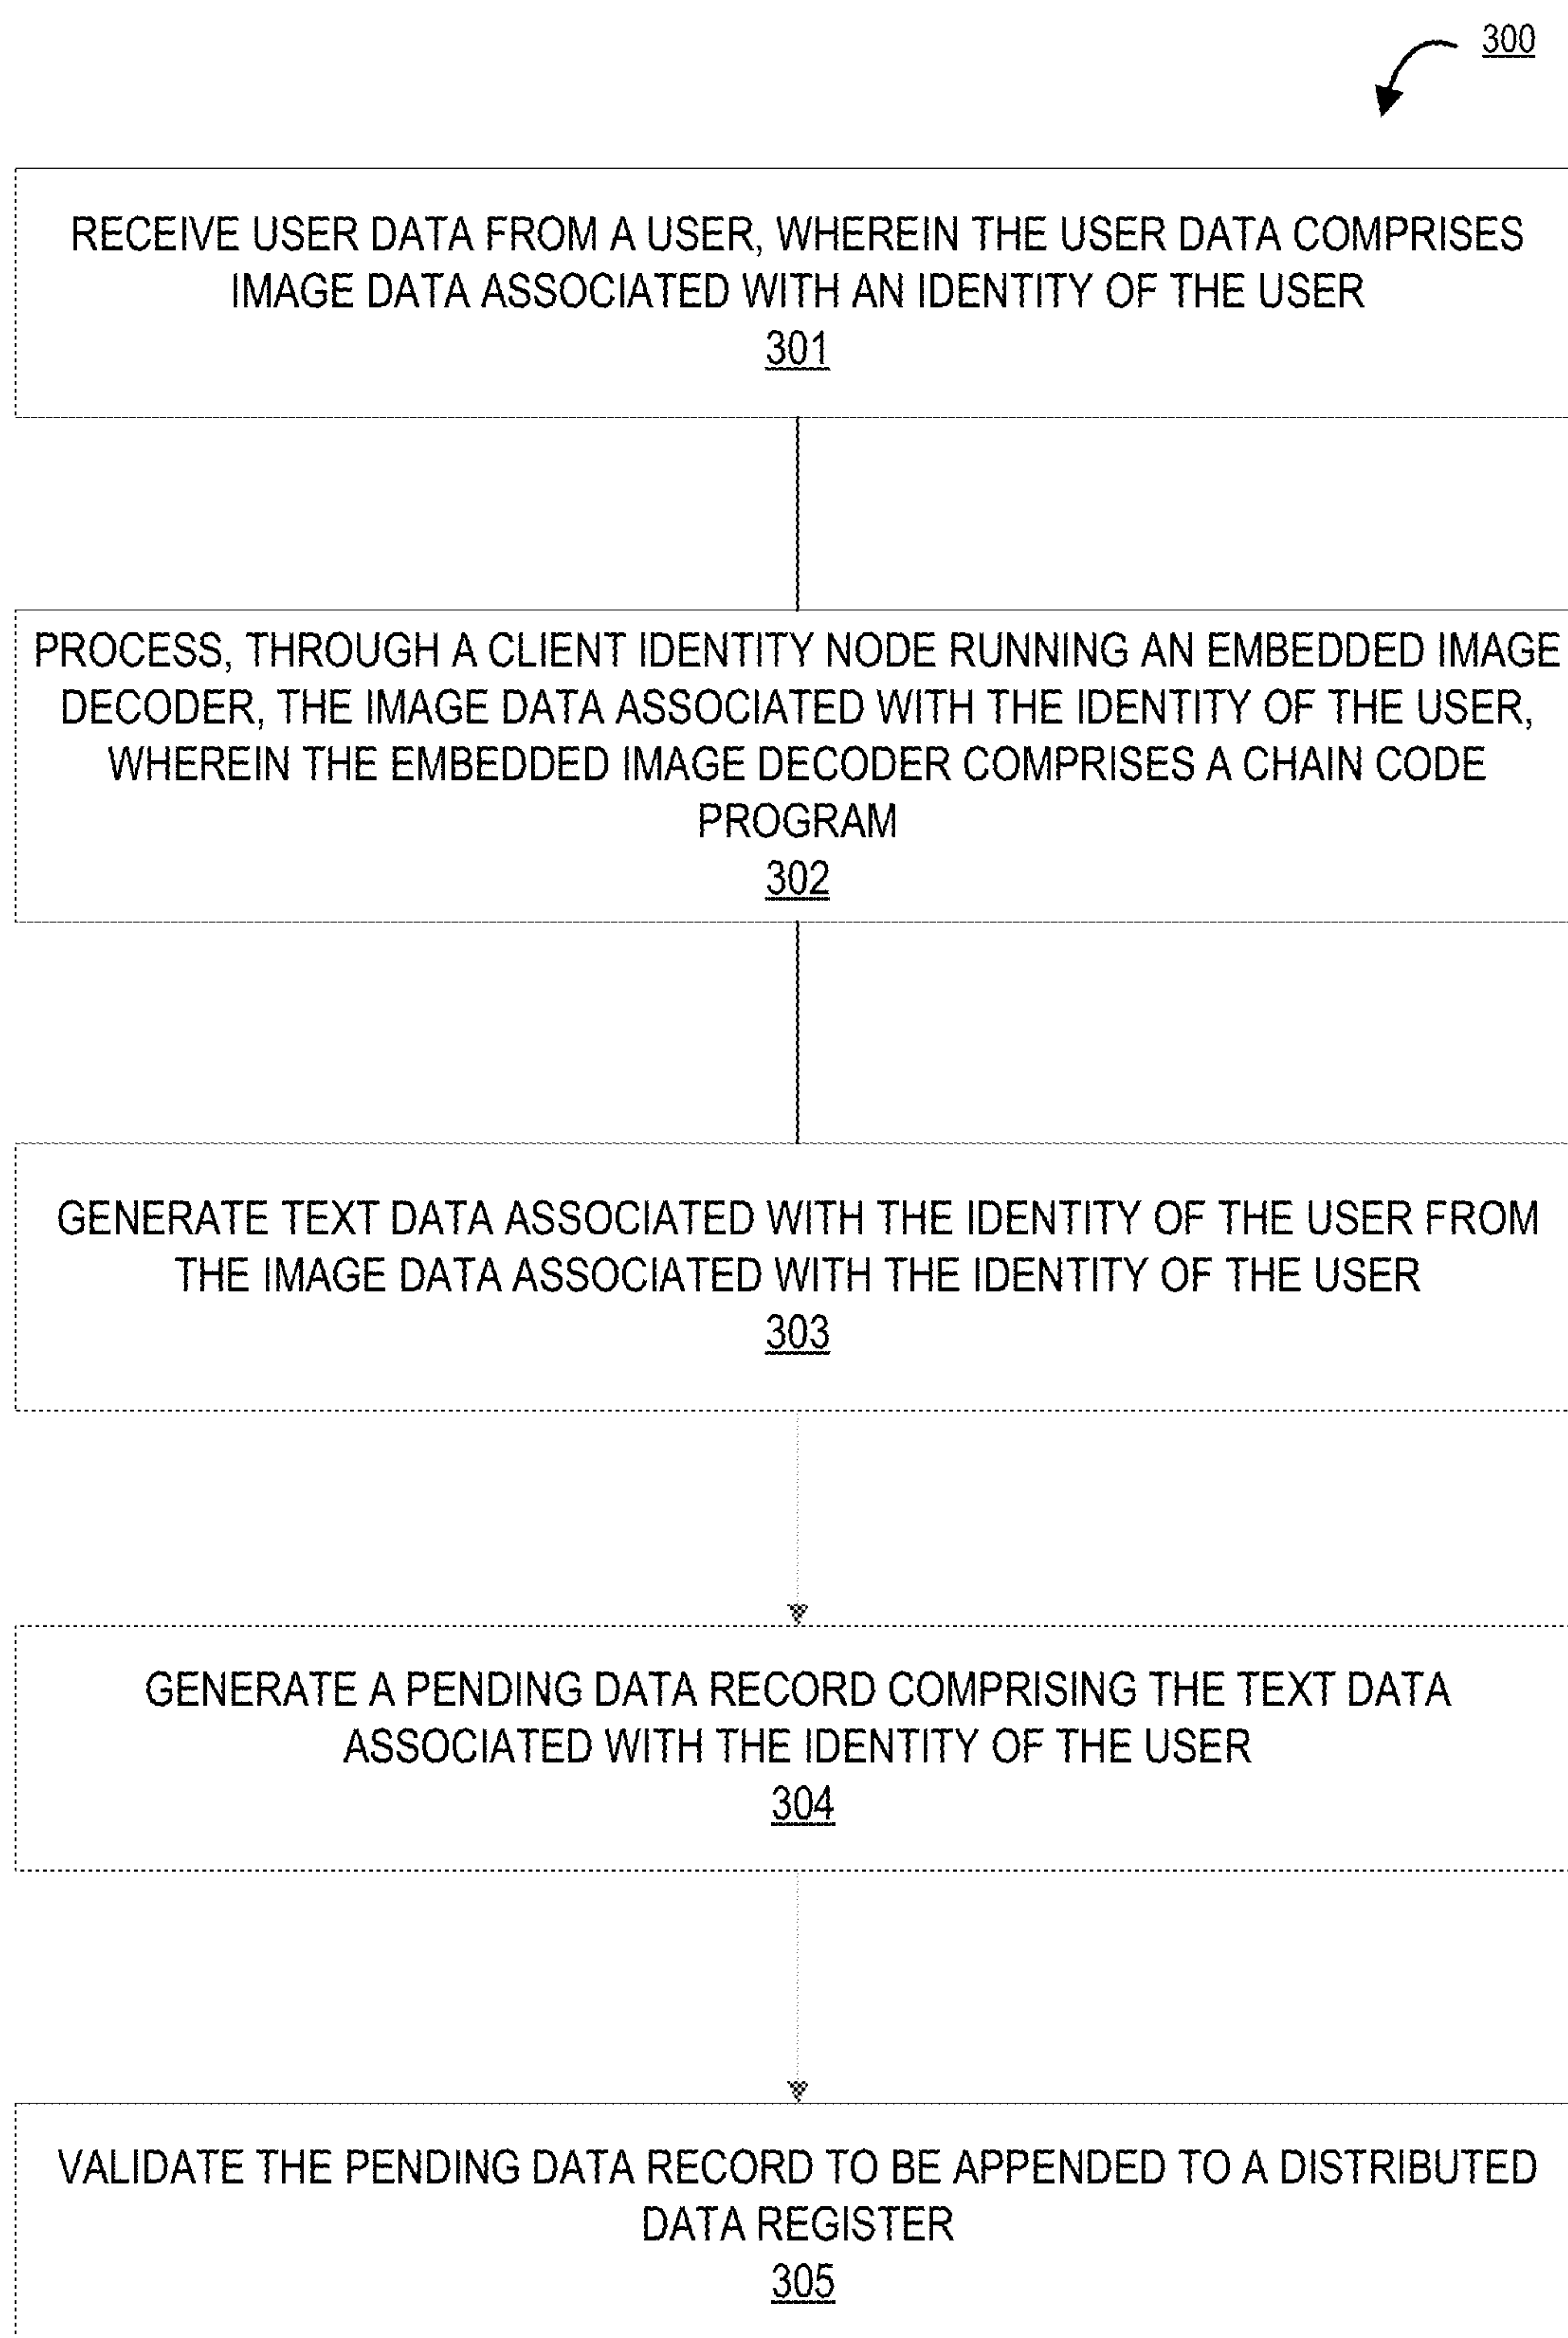 300
RECEIVE USER DATA FROM A USER, WHEREIN THE USER DATA COMPRISES
IMAGE DATA ASSOCIATED WITH AN IDENTITY OF THE USER
301
PROCESS, THROUGH A CLIENT IDENTITY NODE RUNNING AN EMBEDDED IMAGE
DECODER, THE IMAGE DATA ASSOCIATED WITH THE IDENTITY OF THE USER,
WHEREIN THE EMBEDDED IMAGE DECODER COMPRISES A CHAIN CODE
PROGRAM
302
GENERATE TEXT DATA ASSOCIATED WITH THE IDENTITY OF THE USER FROM
THE IMAGE DATA ASSOCIATED WITH THE IDENTITY OF THE USER
303
GENERATE A PENDING DATA RECORD COMPRISING THE TEXT DATA
ASSOCIATED WITH THE IDENTITY OF THE USER
304
VALIDATE THE PENDING DATA RECORD TO BE APPENDED TO A DISTRIBUTED
DATA REGISTER
305